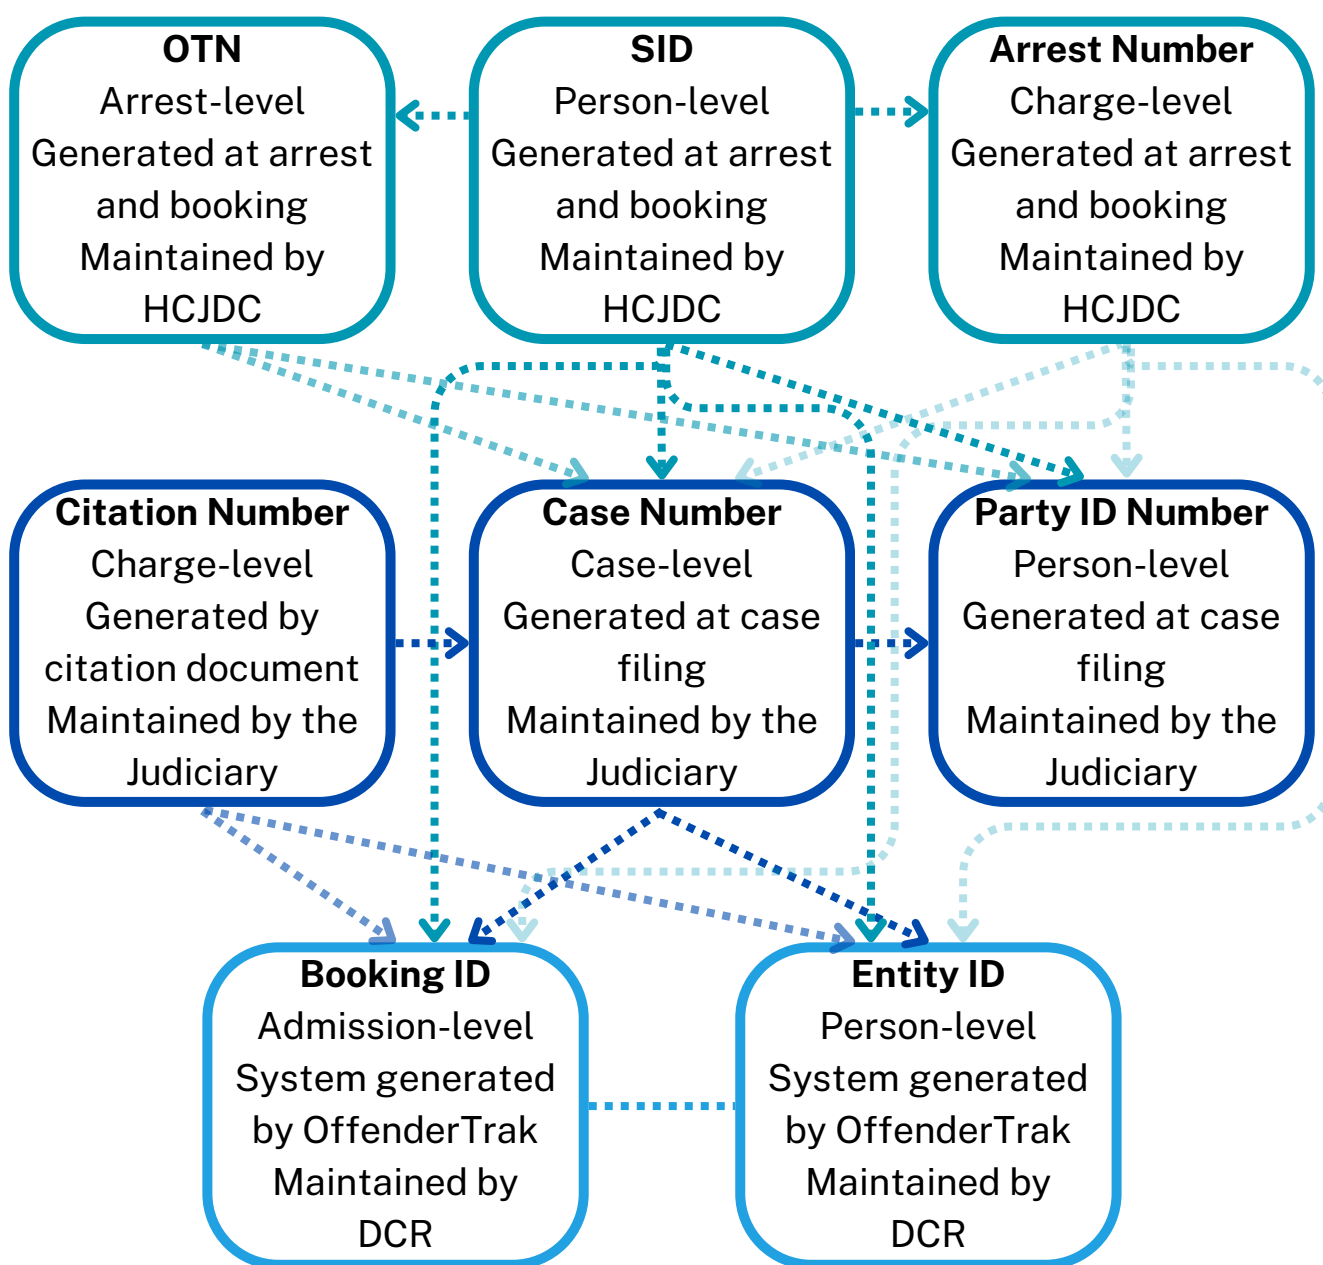 OTN
Arrest-level
Generated at arrest
and booking
Maintained by
HCJDC
SID
Person-level
Generated at arrest
and booking
Maintained by
HCJDC
Arrest Number
Charge-level
Generated at arrest
and booking
Maintained by
HCJDC
Citation Number
Charge-level
Generated by
citation document
Maintained by the
Judiciary
Case Number
Case-level
Generated at case
filing
Maintained by the
Judiciary
Party ID Number
Person-level
Generated at case
filing
Maintained by the
Judiciary
Booking ID
Admission-level
System generated
by OffenderTrak
Maintained by
DCR
Entity ID
Person-level
System generated
by OffenderTrak
Maintained by
DCR